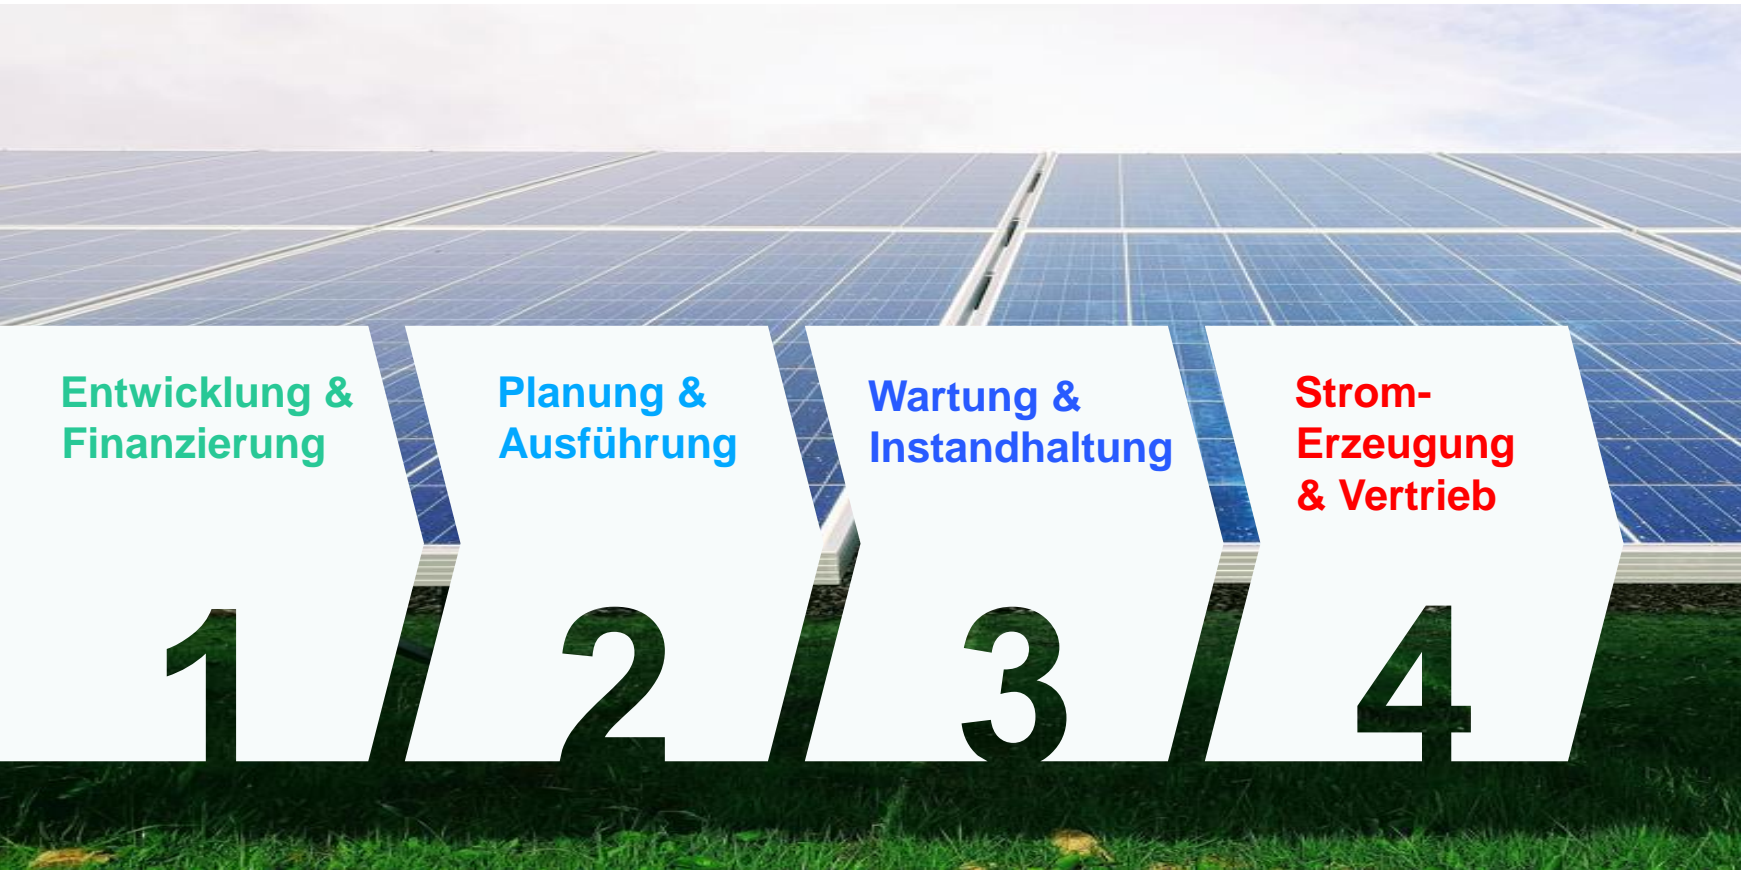 Entwicklung &
Finanzierung
Planung &
Ausführung
Wartung &
Instandhaltung
Strom-
Erzeugung
& Vertrieb
1
2
3
4